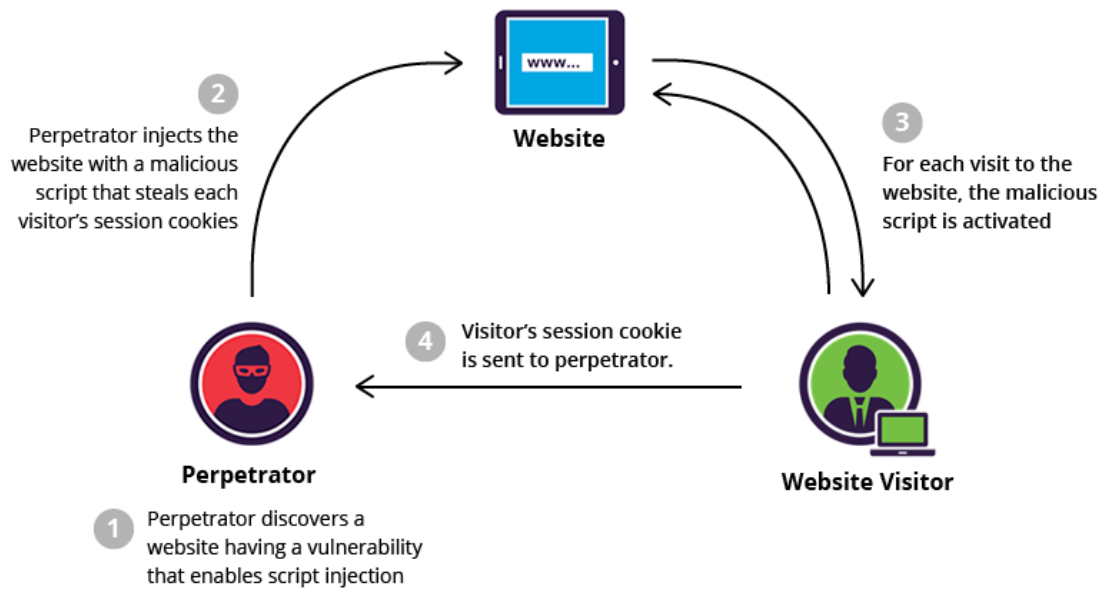 www...
Website
2
Perpetrator injects the
website with a malicious
script that steals each
visitor's session cookies
3
For each visit to the
website, the malicious
script is activated
4
Visitor's session cookie
is sent to perpetrator.
Perpetrator
Website Visitor
1
Perpetrator discovers a
website having a vulnerability
that enables script injection